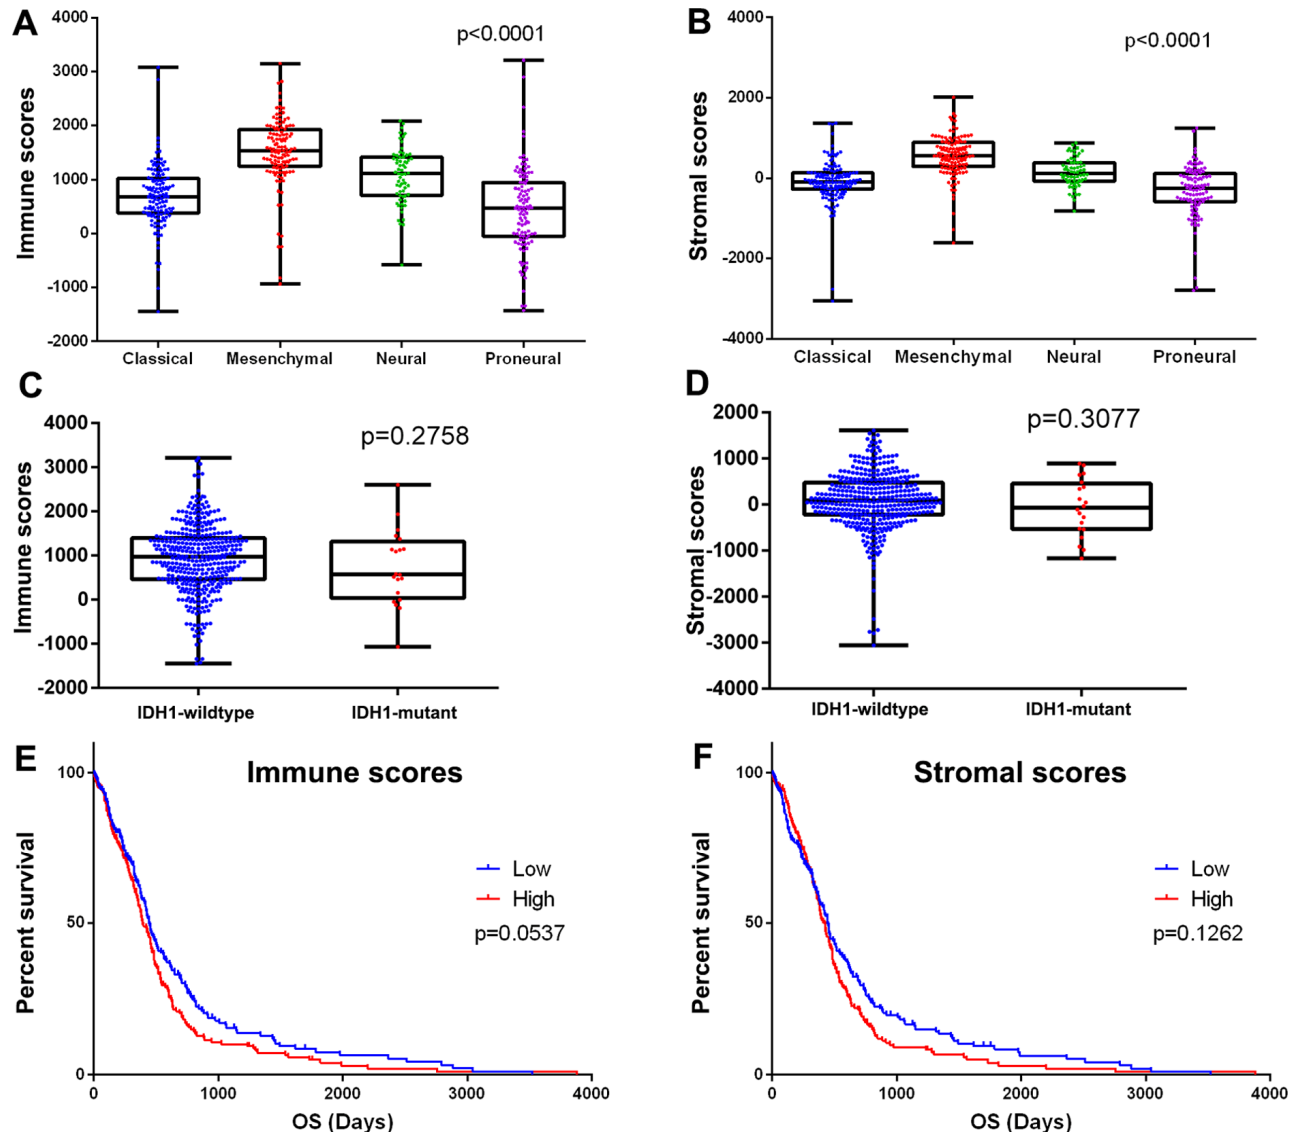 A
Immune scores
4000
3000
2000
1000
0
-1000
-2000
p<0.0001
Classical Mesenchymal Neural Proneural
B
Stromal scores
4000
2000
0
-2000
-4000
p<0.0001
Classical Mesenchymal Neural Proneural
C
Immune scores
4000
3000
2000
1000
0
-1000
-2000
p=0.2758
IDH1-wildtype IDH1-mutant
D
Stromal scores
2000
1000
0
-1000
-2000
-3000
-4000
p=0.3077
IDH1-wildtype IDH1-mutant
E
Immune scores
Percent survival
100
50
0
Low
High
p=0.0537
0 1000 2000 3000 4000
OS (Days)
F
Stromal scores
Percent survival
100
50
0
Low
High
p=0.1262
0 1000 2000 3000 4000
OS (Days)